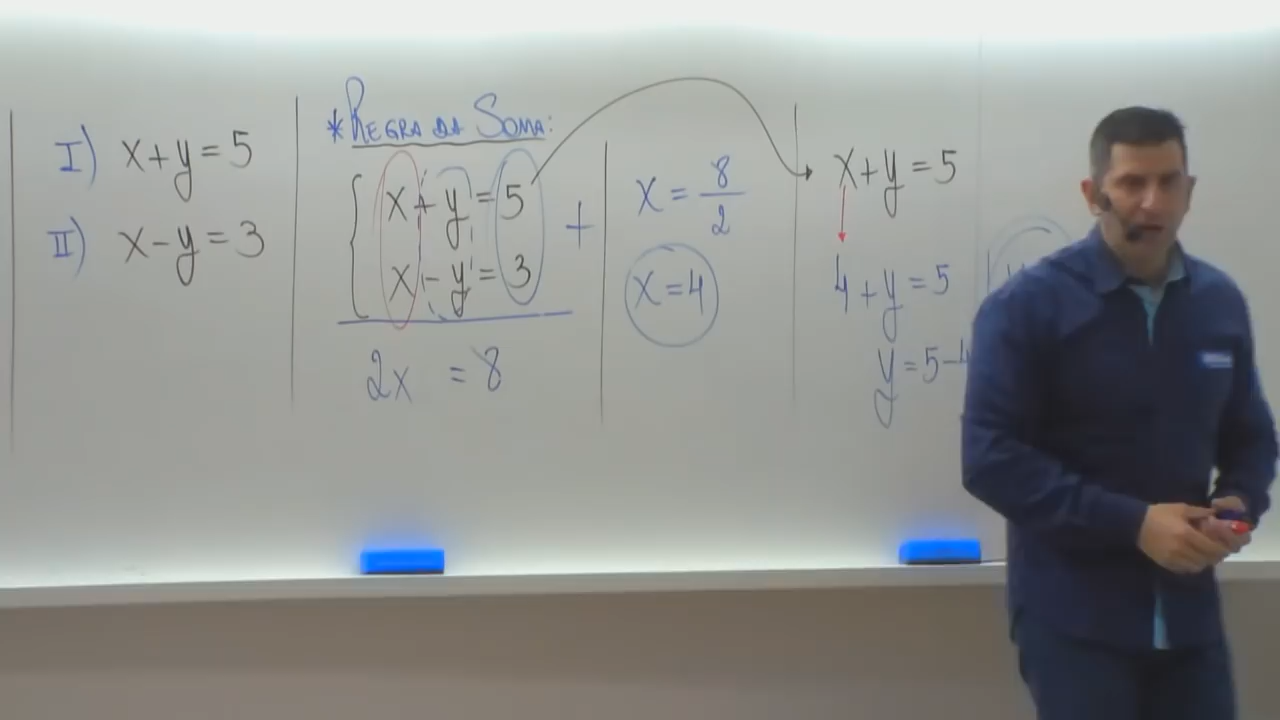 I) x+y=5
II) x-y=3
*REGRA DA SOMA:
x+y=5
x-y=3
+
2x =8
x=8/2
x=4
x+y=5
4+y=5
y=5-4